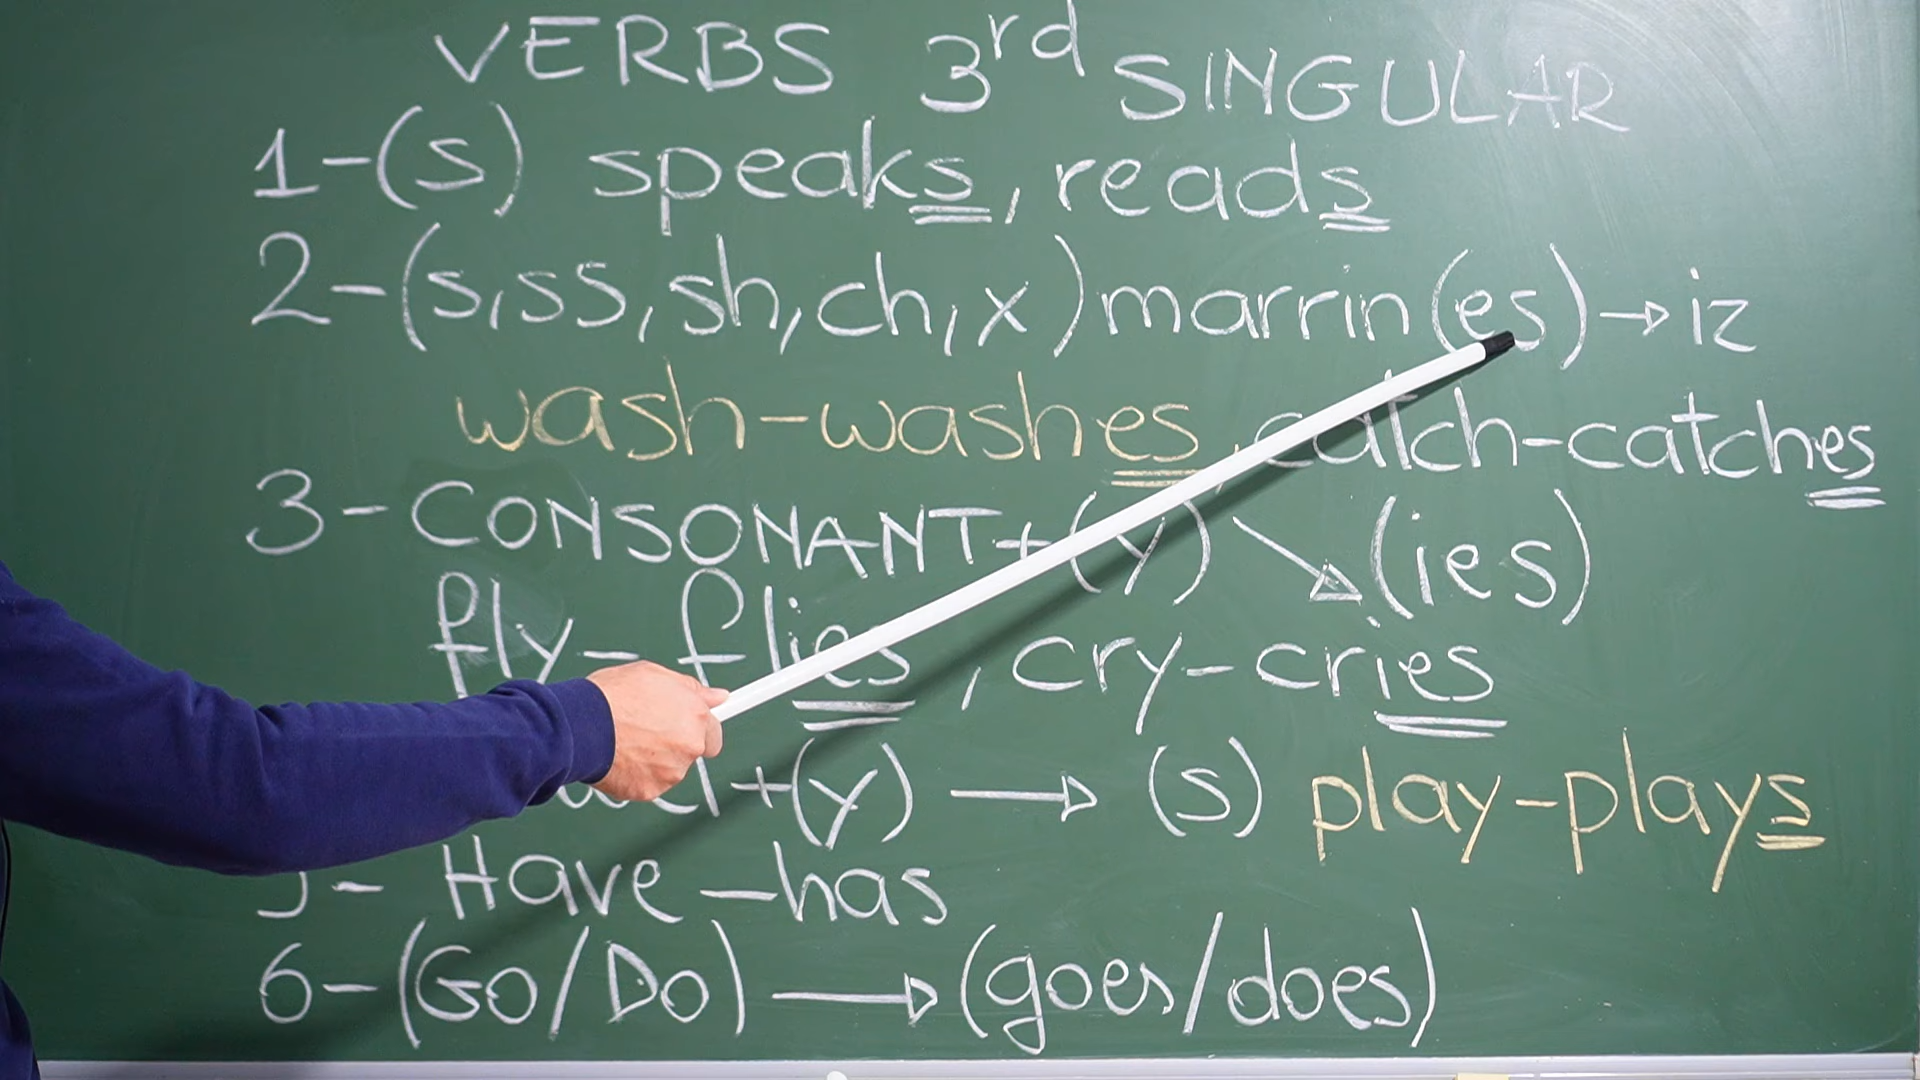 VERBS 3rd SINGULAR
1-(s) speaks, reads
2-(s,ss,sh,ch,x) marrin (es)→iz
wash-washes, catch-catches
3-CONSONANT+(y)↘(ies)
fly-flies, cry-cries
+(y)→(s) play-plays
- Have-has
6-(Go/Do)→(goes/does)